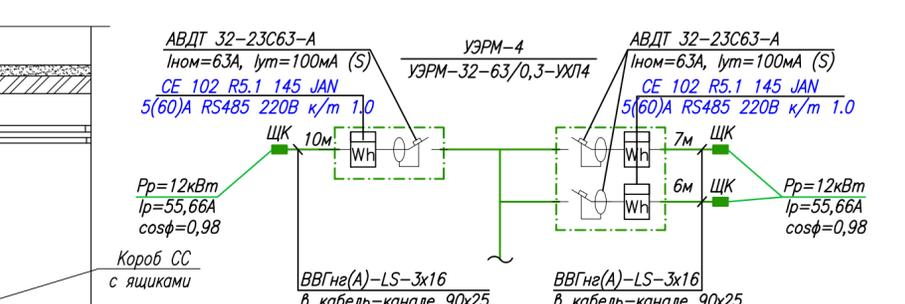 АВДТ 32-23С63-А
Iном=63А, Iут=100мА (S)
CE 102 R5.1 145 JAN
5(60)А RS485 220В к/т 1.0
УЭРМ-4
УЭРМ-32-63/0,3-УХЛ4
АВДТ 32-23С63-А
Iном=63А, Iут=100мА (S)
CE 102 R5.1 145 JAN
5(60)А RS485 220В к/т 1.0
ЩК
10м
Wh
Wh
7м
ЩК
Wh
6м
ЩК
Рр=12кВт
Iр=55,66А
cosф=0,98
Рр=12кВт
Iр=55,66А
cosф=0,98
Короб СС
с ящиками
ВВГнг(А)-LS-3х16
в кабель-канале 90х25
ВВГнг(А)-LS-3х16
в кабель-канале 90х25